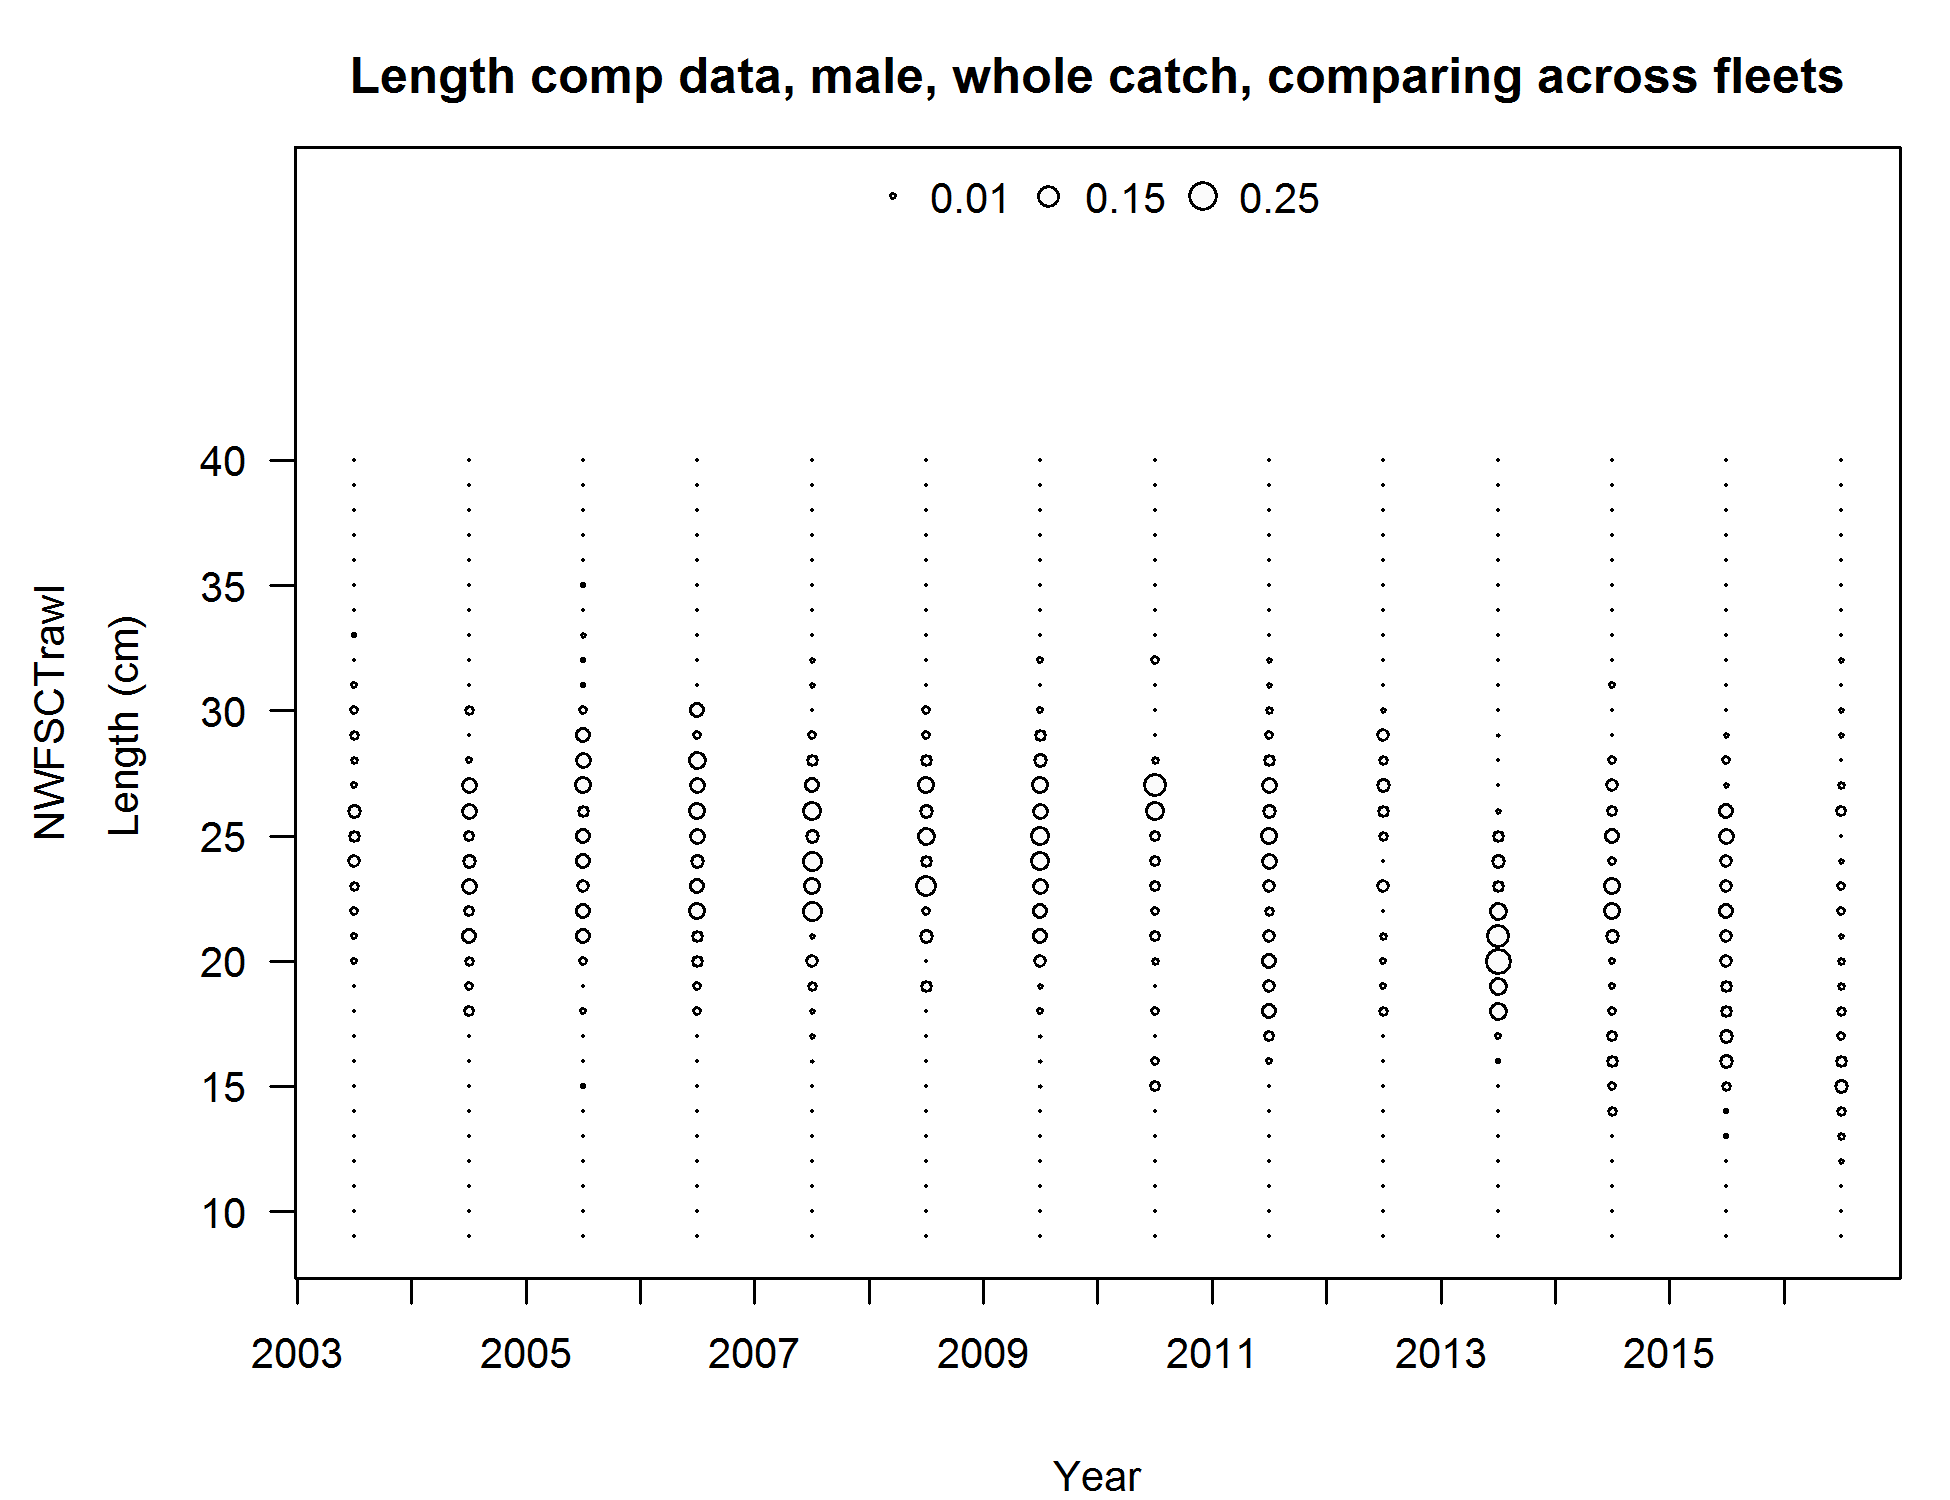 Length comp data, male, whole catch, comparing across fleets
0.01 0.15 0.25
NWFSCTrawl
Length (cm)
40
35
30
25
20
15
10
2003 2005 2007 2009 2011 2013 2015
Year